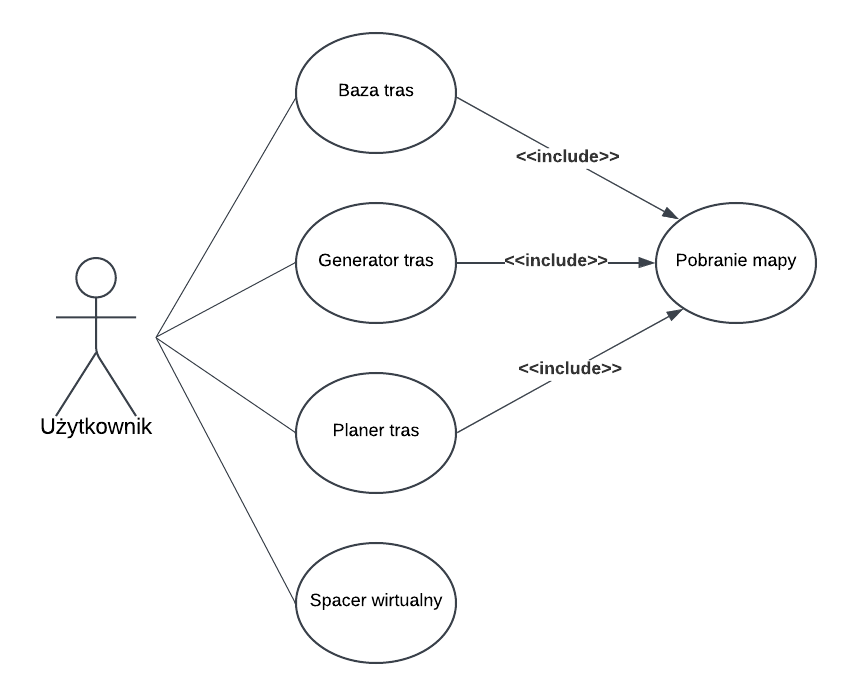 Baza tras
<<include>>
Generator tras
<<include>>
Pobranie mapy
<<include>>
Użytkownik
Planer tras
Spacer wirtualny